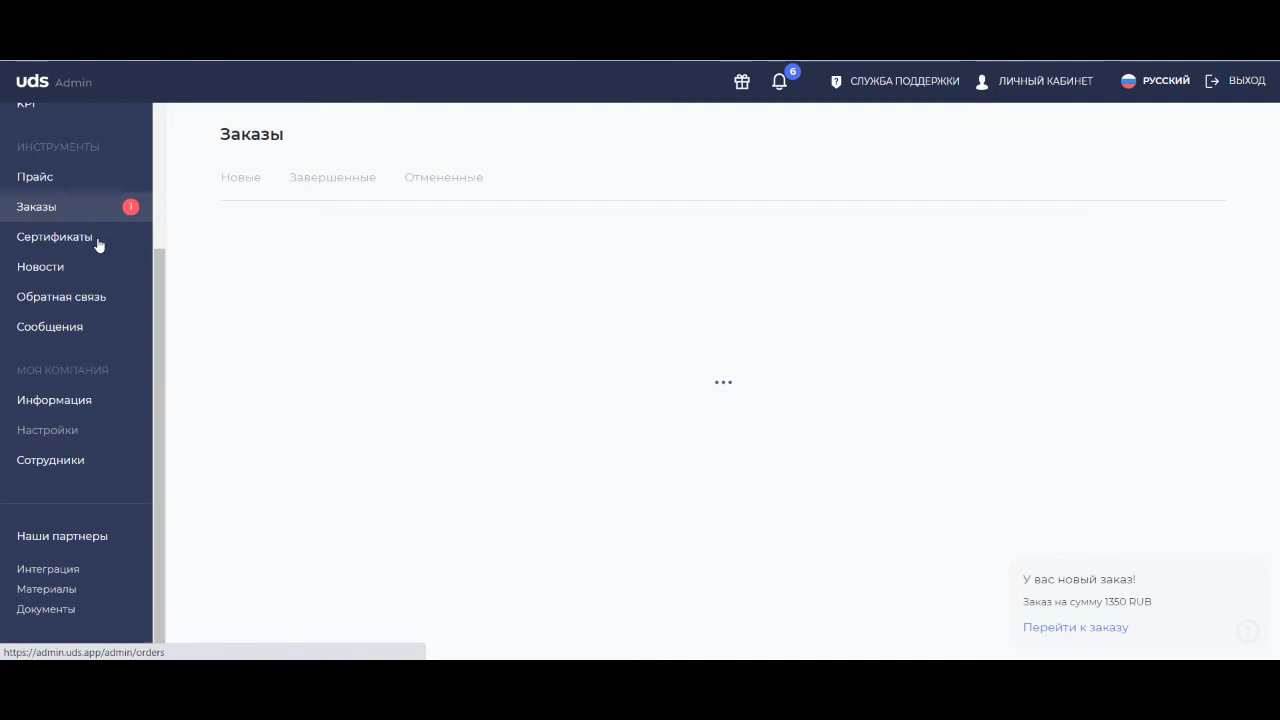 uds Admin
6
СЛУЖБА ПОДДЕРЖКИ
ЛИЧНЫЙ КАБИНЕТ
РУССКИЙ
ВЫХОД
KPI
ИНСТРУМЕНТЫ
Прайс
Заказы 1
Сертификаты
Новости
Обратная связь
Сообщения
МОЯ КОМПАНИЯ
Информация
Настройки
Сотрудники
Наши партнеры
Интеграция
Материалы
Документы
https://admin.uds.app/admin/orders
Заказы
Новые Завершенные Отмененные
У вас новый заказ!
Заказ на сумму 1350 RUB
Перейти к заказу